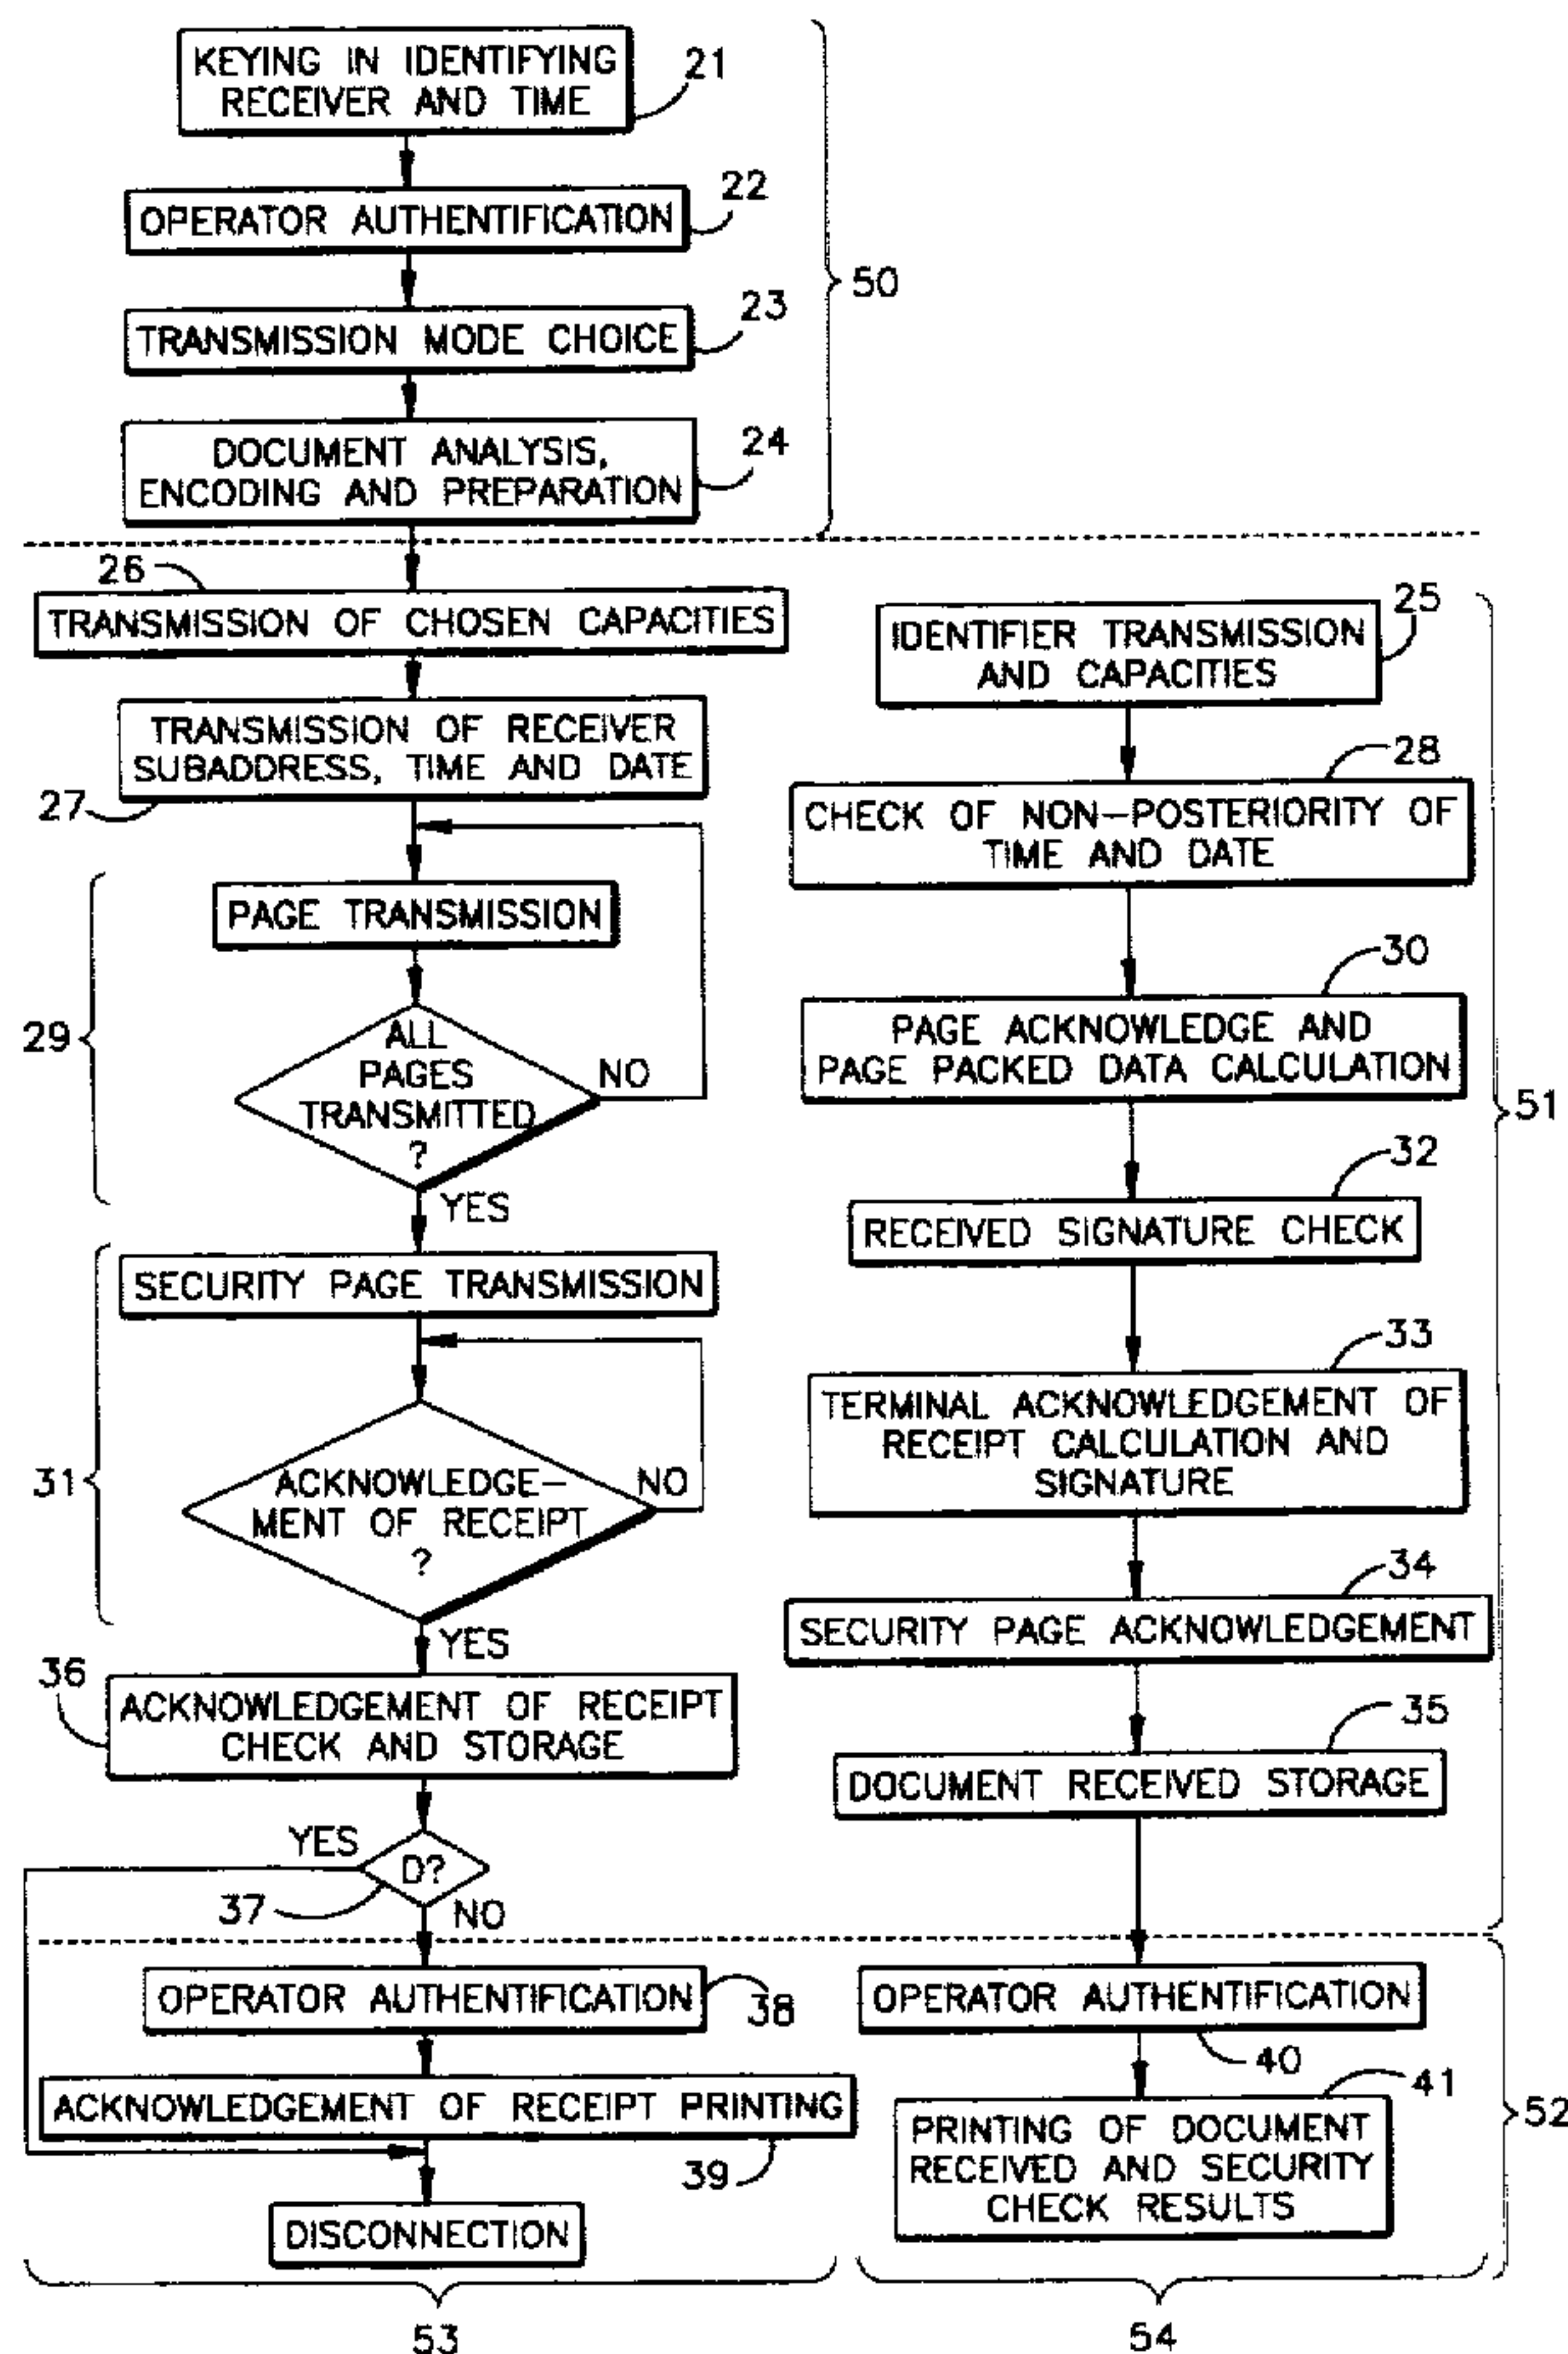 KEYING IN IDENTIFYING
RECEIVER AND TIME
21
OPERATOR AUTHENTIFICATION
22
TRANSMISSION MODE CHOICE
23
DOCUMENT ANALYSIS,
ENCODING AND PREPARATION
24
50
26
TRANSMISSION OF CHOSEN CAPACITIES
TRANSMISSION OF RECEIVER
SUBADDRESS, TIME AND DATE
27
PAGE TRANSMISSION
29
ALL
PAGES
TRANSMITTED
?
NO
YES
SECURITY PAGE TRANSMISSION
31
ACKNOWLEDGE-
MENT OF RECEIPT
?
NO
YES
36
ACKNOWLEDGEMENT OF RECEIPT
CHECK AND STORAGE
YES
D?
37
NO
OPERATOR AUTHENTIFICATION
38
ACKNOWLEDGEMENT OF RECEIPT PRINTING
39
DISCONNECTION
53
25
IDENTIFIER TRANSMISSION
AND CAPACITIES
28
CHECK OF NON-POSTERIORITY OF
TIME AND DATE
30
PAGE ACKNOWLEDGE AND
PAGE PACKED DATA CALCULATION
51
32
RECEIVED SIGNATURE CHECK
33
TERMINAL ACKNOWLEDGEMENT OF
RECEIPT CALCULATION AND
SIGNATURE
34
SECURITY PAGE ACKNOWLEDGEMENT
35
DOCUMENT RECEIVED STORAGE
OPERATOR AUTHENTIFICATION
40
41
PRINTING OF DOCUMENT
RECEIVED AND SECURITY
CHECK RESULTS
52
54